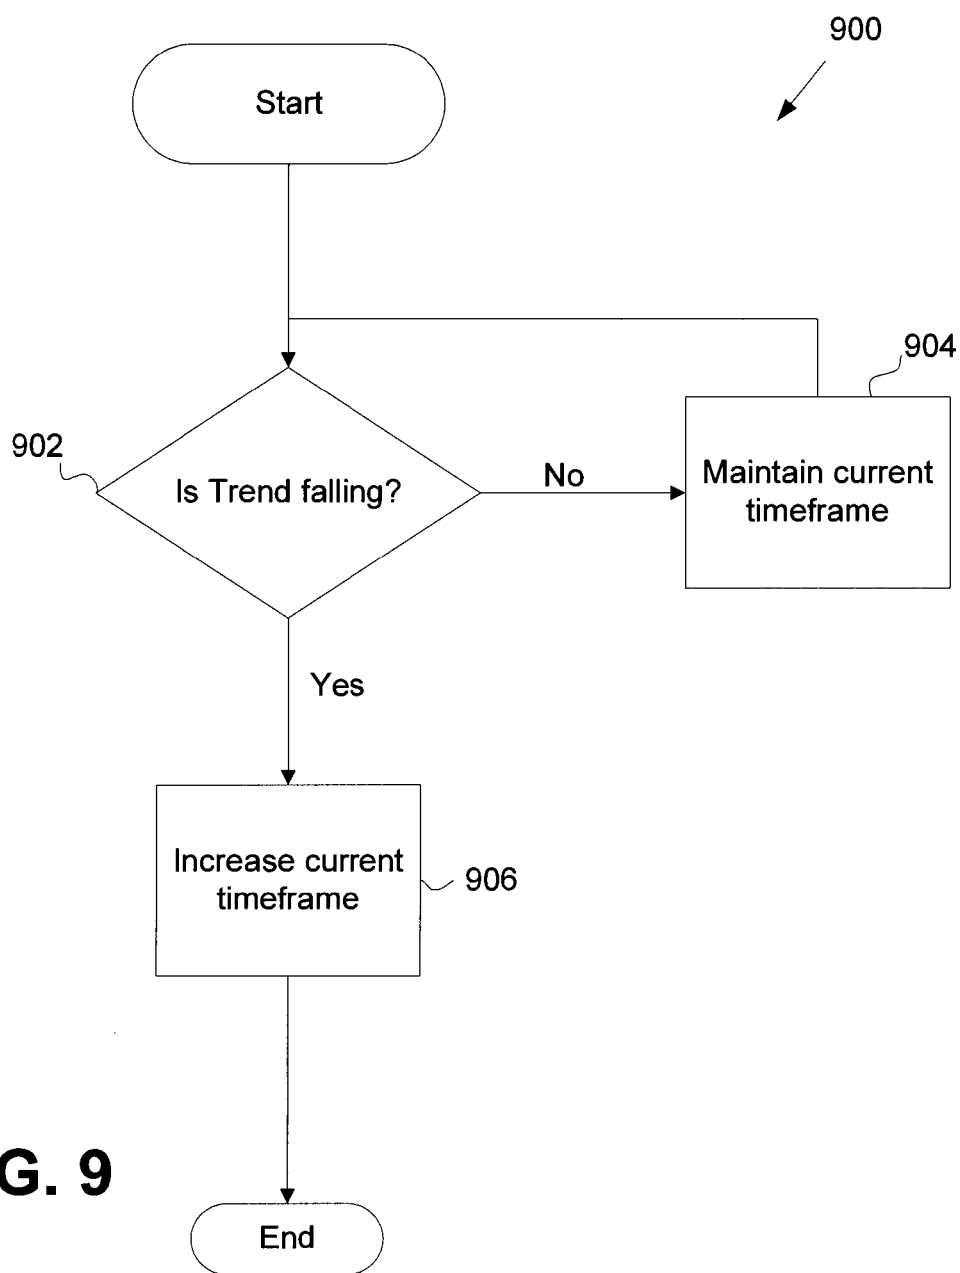 900
Start
904
902
Is Trend falling?
No
Maintain current
timeframe
Yes
Increase current
timeframe
906
G. 9
End